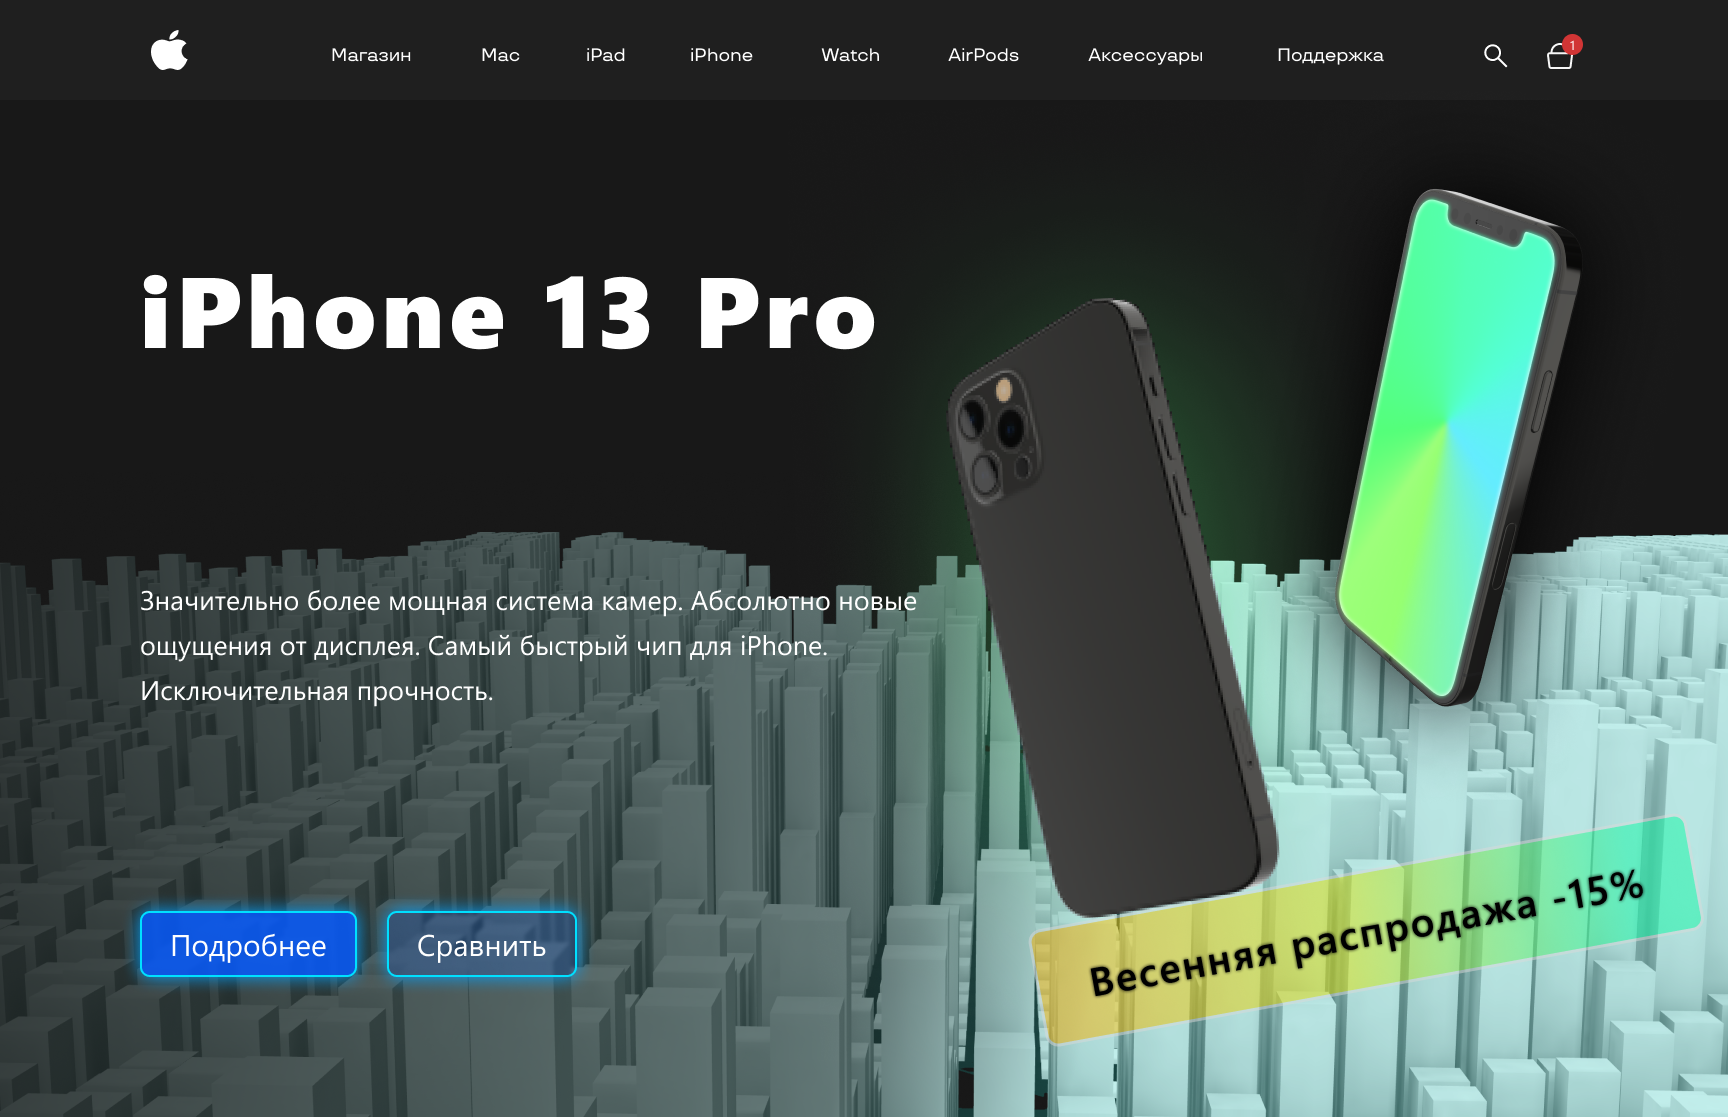 Магазин
Mac
iPad
iPhone
Watch
AirPods
Аксессуары
Поддержка
1
iPhone 13 Pro
Значительно более мощная система камер. Абсолютно новые
ощущения от дисплея. Самый быстрый чип для iPhone.
Исключительная прочность.
Подробнее
Сравнить
Весенняя распродажа -15%